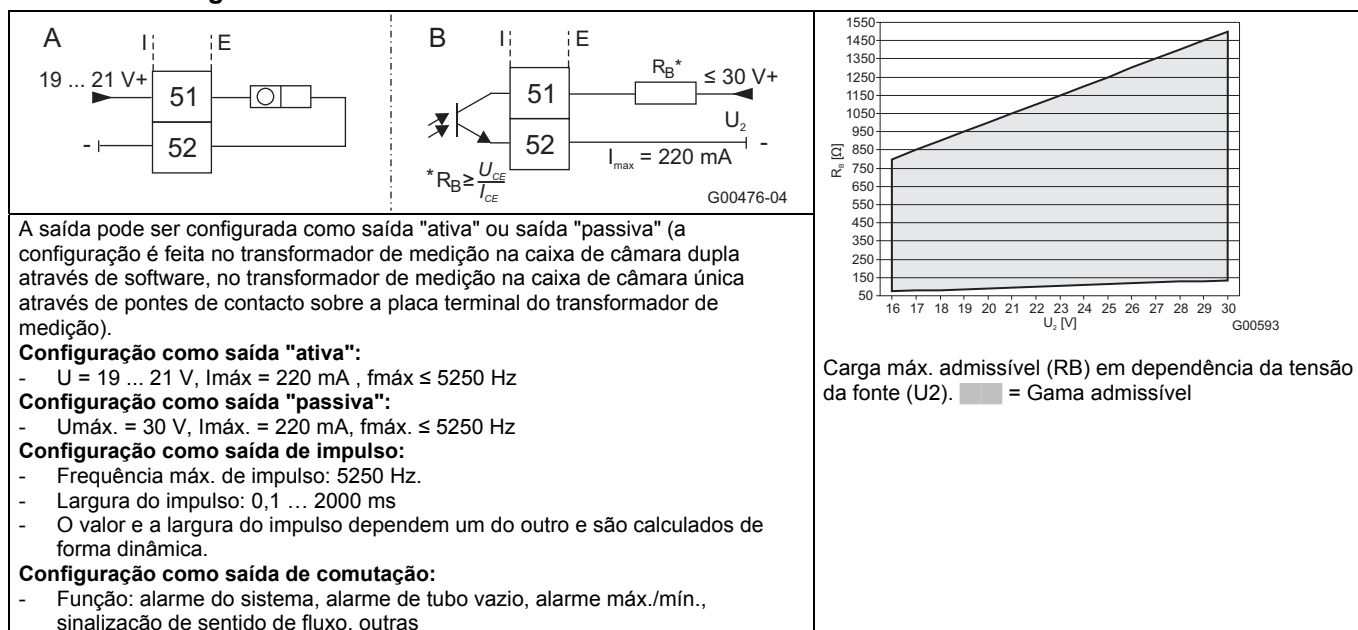 A
I
E
19 ... 21 V+
51
-
52
B
I
E
R_B*
≤ 30 V+
51
U₂
52
I_max = 220 mA
-
*R_B ≥ U_CE
I_CE
G00476-04
A saída pode ser configurada como saída "ativa" ou saída "passiva" (a
configuração é feita no transformador de medição na caixa de câmara dupla
através de software, no transformador de medição na caixa de câmara única
através de pontes de contacto sobre a placa terminal do transformador de
medição).
Configuração como saída "ativa":
- U = 19 ... 21 V, Imáx = 220 mA , fmáx ≤ 5250 Hz
Configuração como saída "passiva":
- Umáx. = 30 V, Imáx. = 220 mA, fmáx. ≤ 5250 Hz
Configuração como saída de impulso:
- Frequência máx. de impulso: 5250 Hz.
- Largura do impulso: 0,1 … 2000 ms
- O valor e a largura do impulso dependem um do outro e são calculados de
forma dinâmica.
Configuração como saída de comutação:
- Função: alarme do sistema, alarme de tubo vazio, alarme máx./mín.,
sinalização de sentido de fluxo, outras
1550
1450
1350
1250
1150
1050
950
850
750
650
550
450
350
250
150
50
R_B [Ω]
16 17 18 19 20 21 22 23 24 25 26 27 28 29 30
U₂ [V]
G00593
Carga máx. admissível (RB) em dependência da tensão
da fonte (U2). = Gama admissível